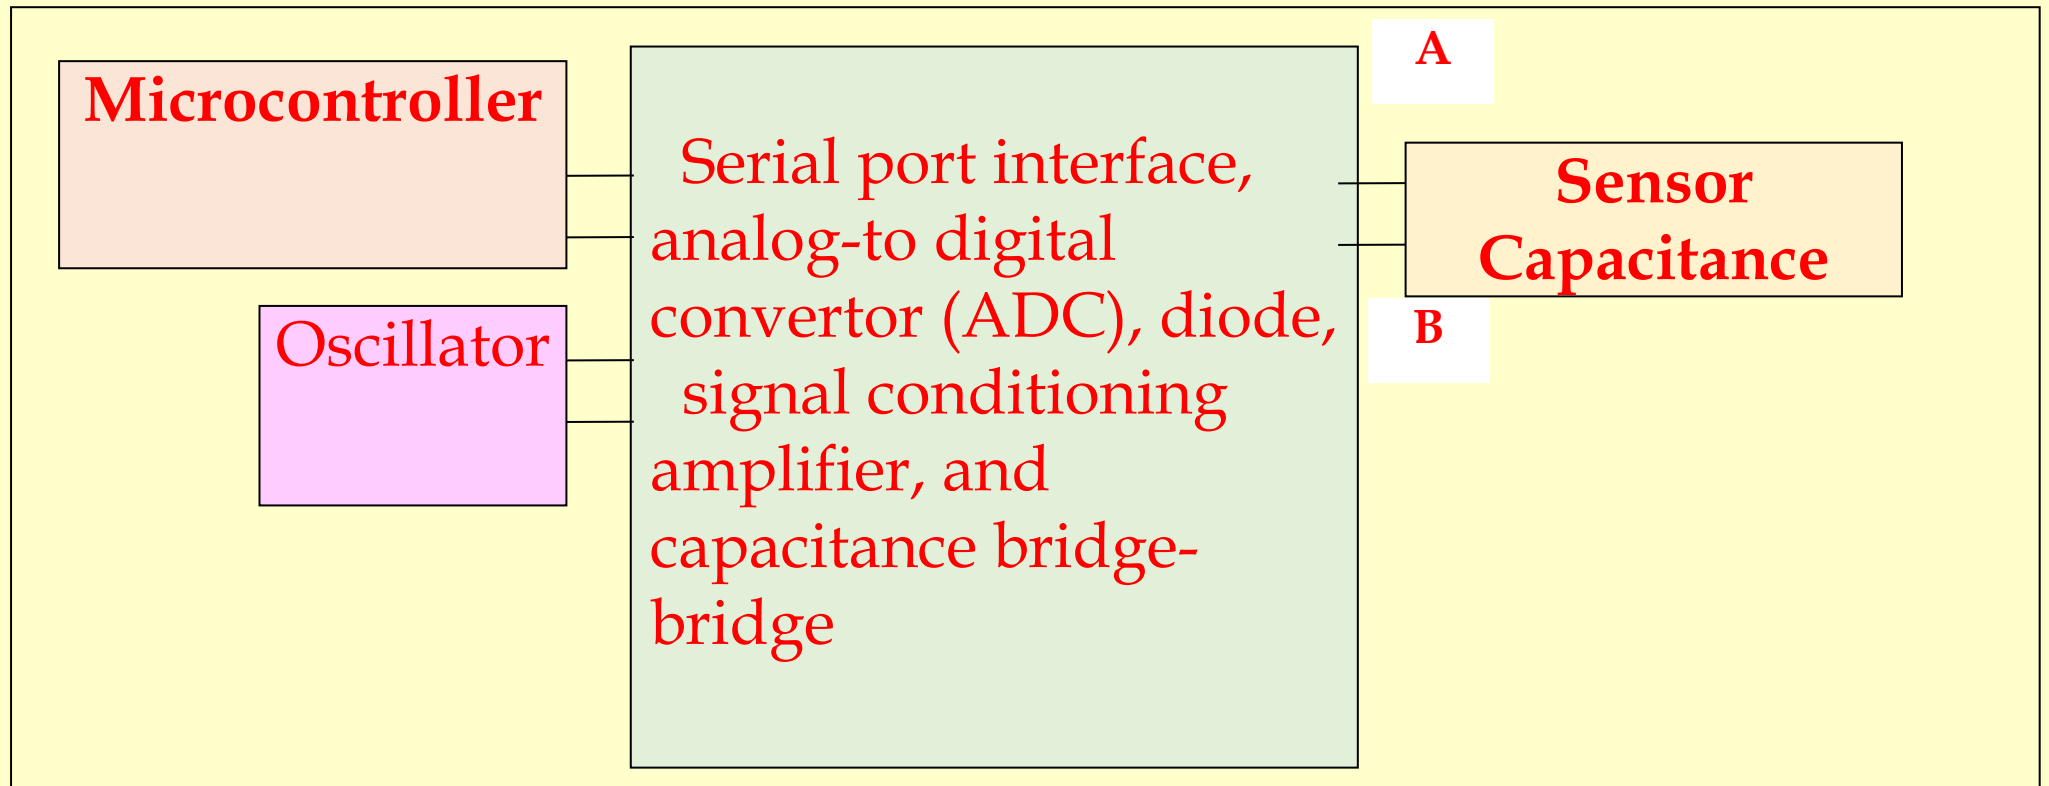 Microcontroller
Oscillator
Serial port interface,
analog-to digital
convertor (ADC), diode,
signal conditioning
amplifier, and
capacitance bridge-
bridge
A
Sensor
Capacitance
B